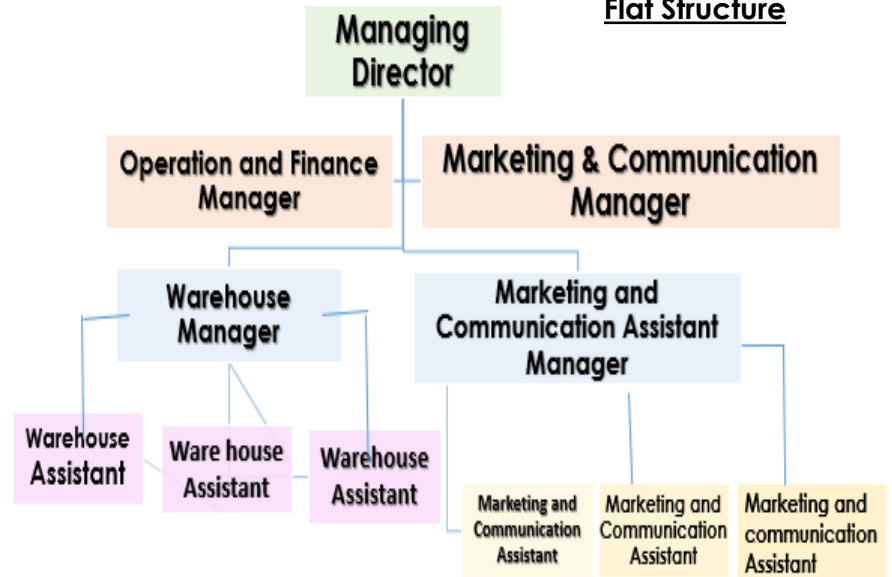 Flat Structure
Managing
Director
Operation and Finance
Manager
Marketing & Communication
Manager
Warehouse
Manager
Marketing and
Communication Assistant
Manager
Warehouse
Assistant
Ware house
Assistant
Warehouse
Assistant
Marketing and
Communication
Assistant
Marketing and
Communication
Assistant
Marketing and
communication
Assistant